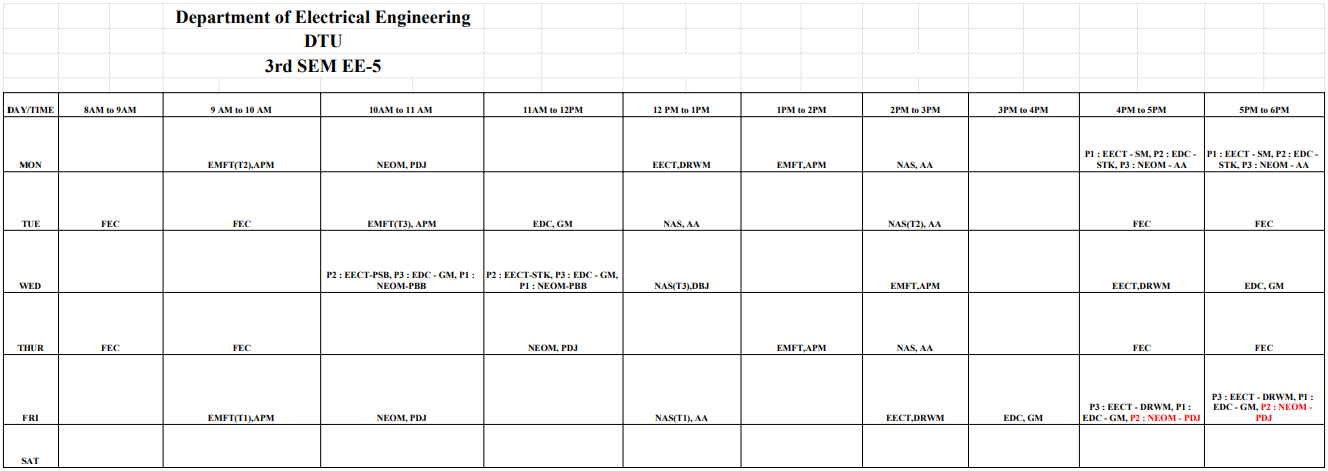 Department of Electrical Engineering
DTU
3rd SEM EE-5
DAY/TIME 8AM to 9AM 9 AM to 10 AM 10AM to 11 AM 11AM to 12PM 12 PM to 1PM 1PM to 2PM 2PM to 3PM 3PM to 4PM 4PM to 5PM 5PM to 6PM
P1 : EECT - SM, P2 : EDC - P1 : EECT - SM, P2 : EDC -
MON EMFT(T2),APM NEOM, PDJ EECT,DRWM EMFT,APM NAS, AA STK, P3 : NEOM - AA STK, P3 : NEOM - AA
TUE FEC FEC EMFT(T3), APM EDC, GM NAS, AA NAS(T2), AA FEC FEC
P2 : EECT-PSB, P3 : EDC - GM, P1 : P2 : EECT-STK, P3 : EDC - GM,
WED NEOM-PBB P1 : NEOM-PBB NAS(T3),DBJ EMFT,APM EECT,DRWM EDC, GM
THUR FEC FEC NEOM, PDJ EMFT,APM NAS, AA FEC FEC
P3 : EECT - DRWM, P1 : P3 : EECT - DRWM, P1 : EDC - GM, P2 : NEOM -
FRI EMFT(T1),APM NEOM, PDJ NAS(T1), AA EECT,DRWM EDC, GM EDC - GM, P2 : NEOM - PDJ PDJ
SAT